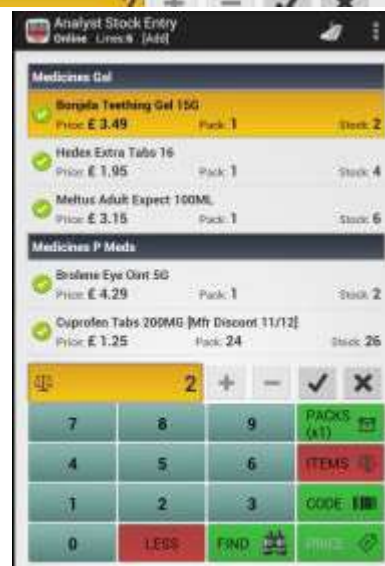 Analyst Stock Entry
Online Lines:6 [Add]
Medicines Gsl
Bonjela Teething Gel 15G
Price: £ 3.49 Pack: 1 Stock: 2
Hedex Extra Tabs 16
Price: £ 1.95 Pack: 1 Stock: 4
Meltus Adult Expect 100ML
Price: £ 3.15 Pack: 1 Stock: 6
Medicines P Meds
Brolene Eye Oint 5G
Price: £ 4.29 Pack: 1 Stock: 2
Cuprofen Tabs 200MG [Mfr Discont 11/12]
Price: £ 1.25 Pack: 24 Stock: 26
2 + −
7 8 9 PACKS (x1)
4 5 6 ITEMS
1 2 3 CODE
0 LESS FIND PRICE